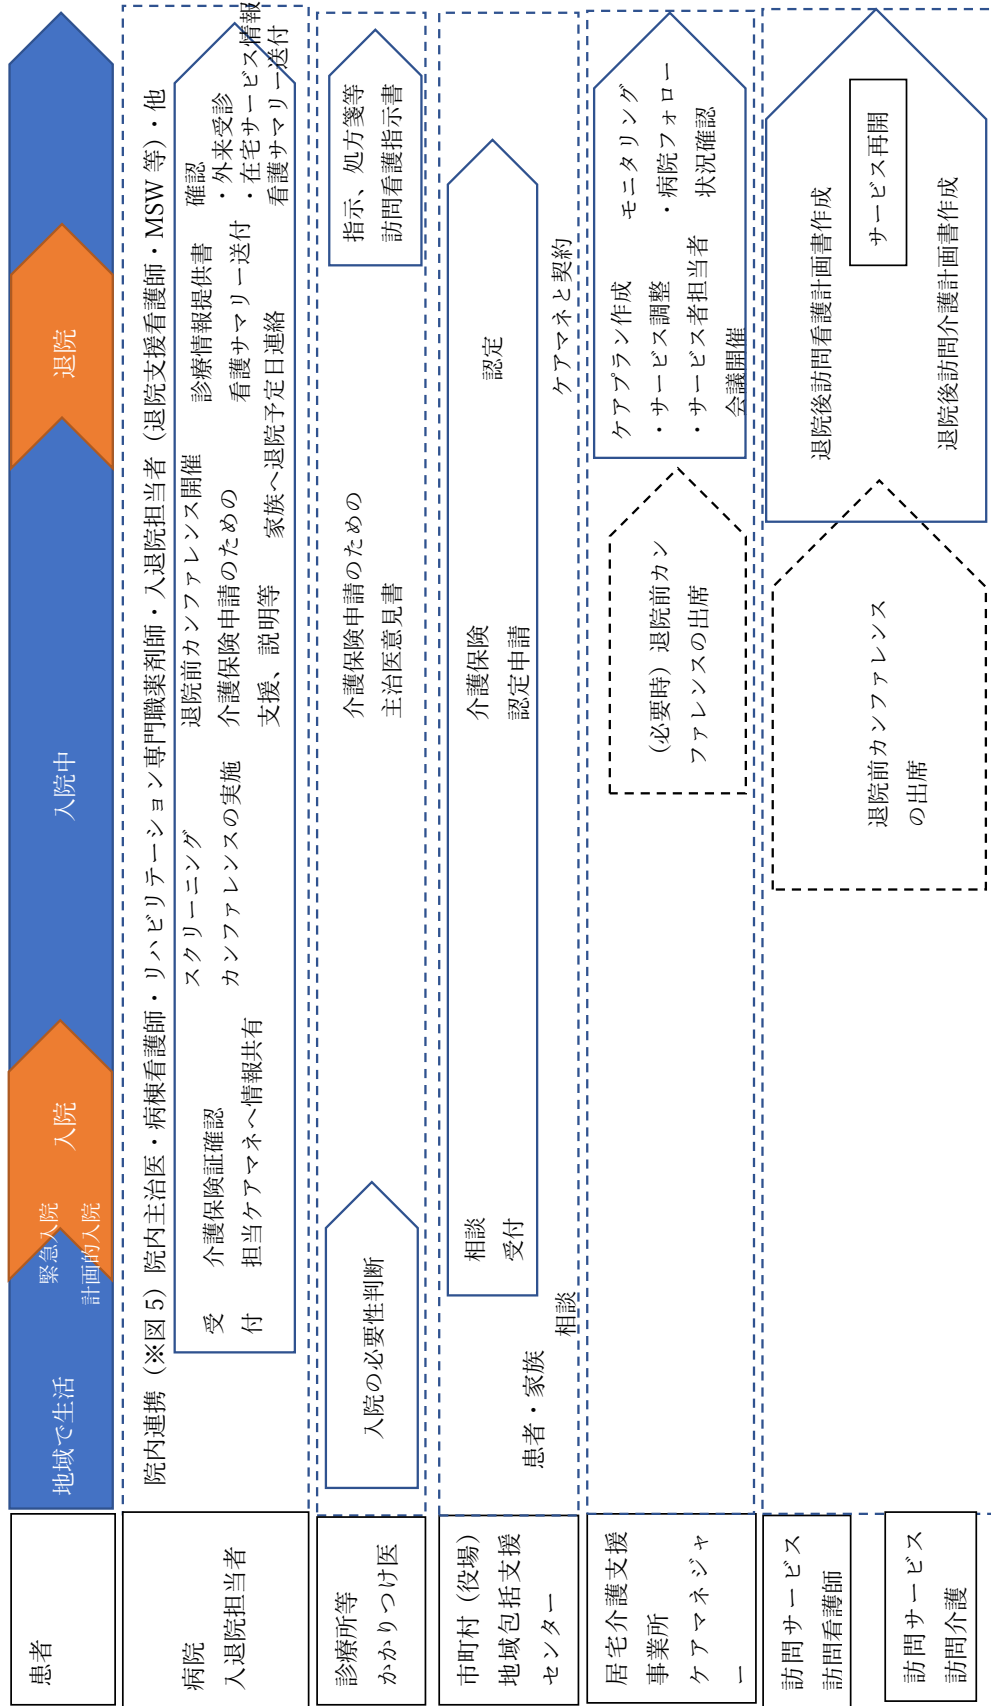 患者
地域で生活
緊急入院
計画的入院
入院
入院中
退院
病院
入退院担当者
院内連携（※図 5）院内主治医・病棟看護師・リハビリテーション専門職薬剤師・入退院担当者（退院支援看護師・MSW 等）・他
受
付
介護保険証確認
担当ケアマネへ情報共有
スクリーニング
カンファレンスの実施
退院前カンファレンス開催
介護保険申請のための
支援、説明等
診療情報提供書
看護サマリー送付
家族へ退院予定日連絡
確認
・外来受診
・在宅サービス情報
看護サマリー送付
診療所等
かかりつけ医
入院の必要性判断
介護保険申請のための
主治医意見書
指示、処方箋等
訪問看護指示書
市町村（役場）
地域包括支援
センター
患者・家族
相談
相談
受付
介護保険
認定申請
認定
ケアマネと契約
居宅介護支援
事業所
ケアマネジャ
ー
（必要時）退院前カン
ファレンスの出席
ケアプラン作成
・サービス調整
・サービス者担当者
会議開催
モニタリング
・病院フォロー
状況確認
訪問サービス
訪問看護師
訪問サービス
訪問介護
退院前カンファレンス
の出席
退院後訪問看護計画書作成
サービス再開
退院後訪問介護計画書作成